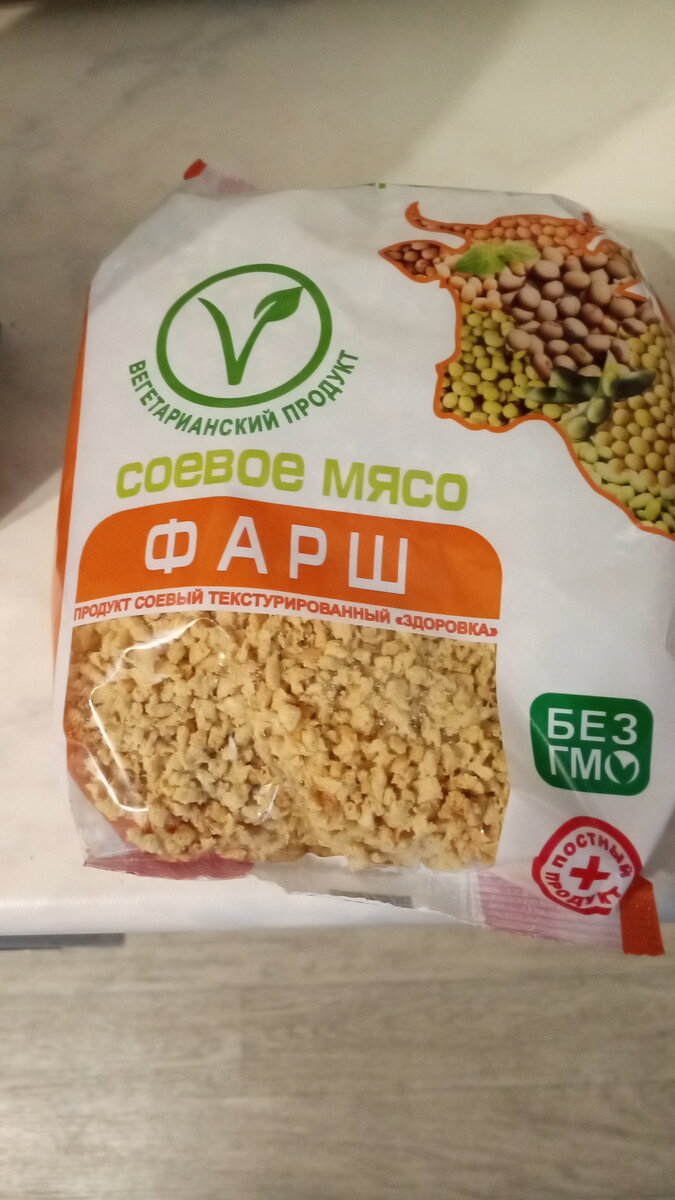 ВЕГЕТАРИАНСКИЙ ПРОДУКТ
СОЕВОЕ МЯСО
ФАРШ
ПРОДУКТ СОЕВЫЙ ТЕКСТУРИРОВАННЫЙ «ЗДОРОВКА»
БЕЗ
ГМО
ПОСТНЫЙ
ПРОДУКТ